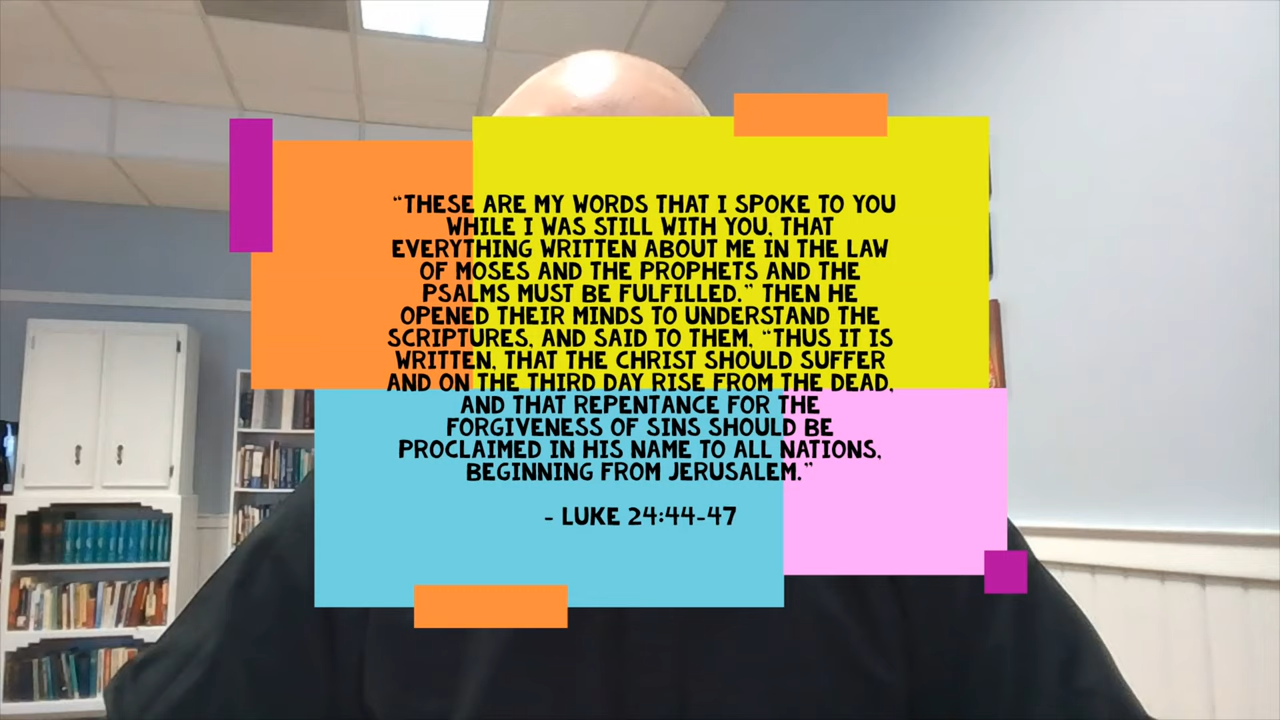 “THESE ARE MY WORDS THAT I SPOKE TO YOU
WHILE I WAS STILL WITH YOU, THAT
EVERYTHING WRITTEN ABOUT ME IN THE LAW
OF MOSES AND THE PROPHETS AND THE
PSALMS MUST BE FULFILLED.” THEN HE
OPENED THEIR MINDS TO UNDERSTAND THE
SCRIPTURES, AND SAID TO THEM, “THUS IT IS
WRITTEN, THAT THE CHRIST SHOULD SUFFER
AND ON THE THIRD DAY RISE FROM THE DEAD,
AND THAT REPENTANCE FOR THE
FORGIVENESS OF SINS SHOULD BE
PROCLAIMED IN HIS NAME TO ALL NATIONS,
BEGINNING FROM JERUSALEM.”
- LUKE 24:44-47